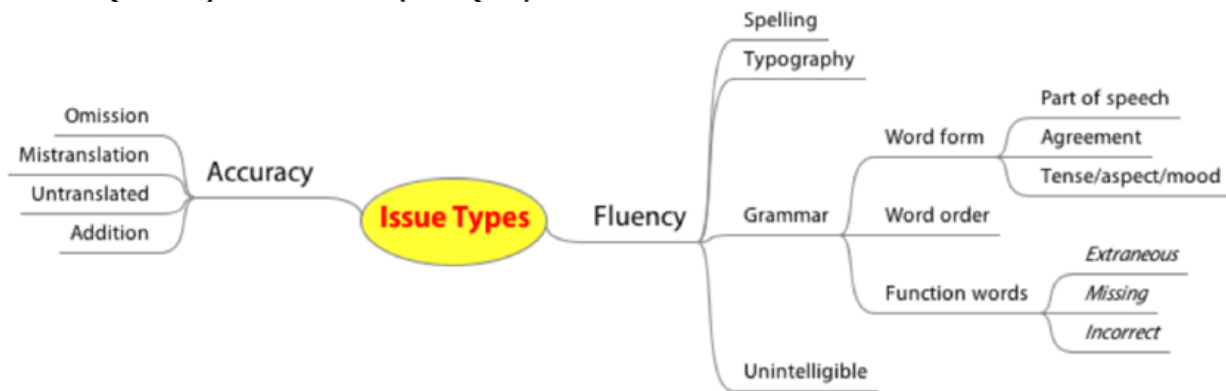 Spelling
Typography
Omission
Mistranslation
Untranslated
Addition
Accuracy
Issue Types
Fluency
Grammar
Word form
Part of speech
Agreement
Tense/aspect/mood
Word order
Function words
Extraneous
Missing
Incorrect
Unintelligible